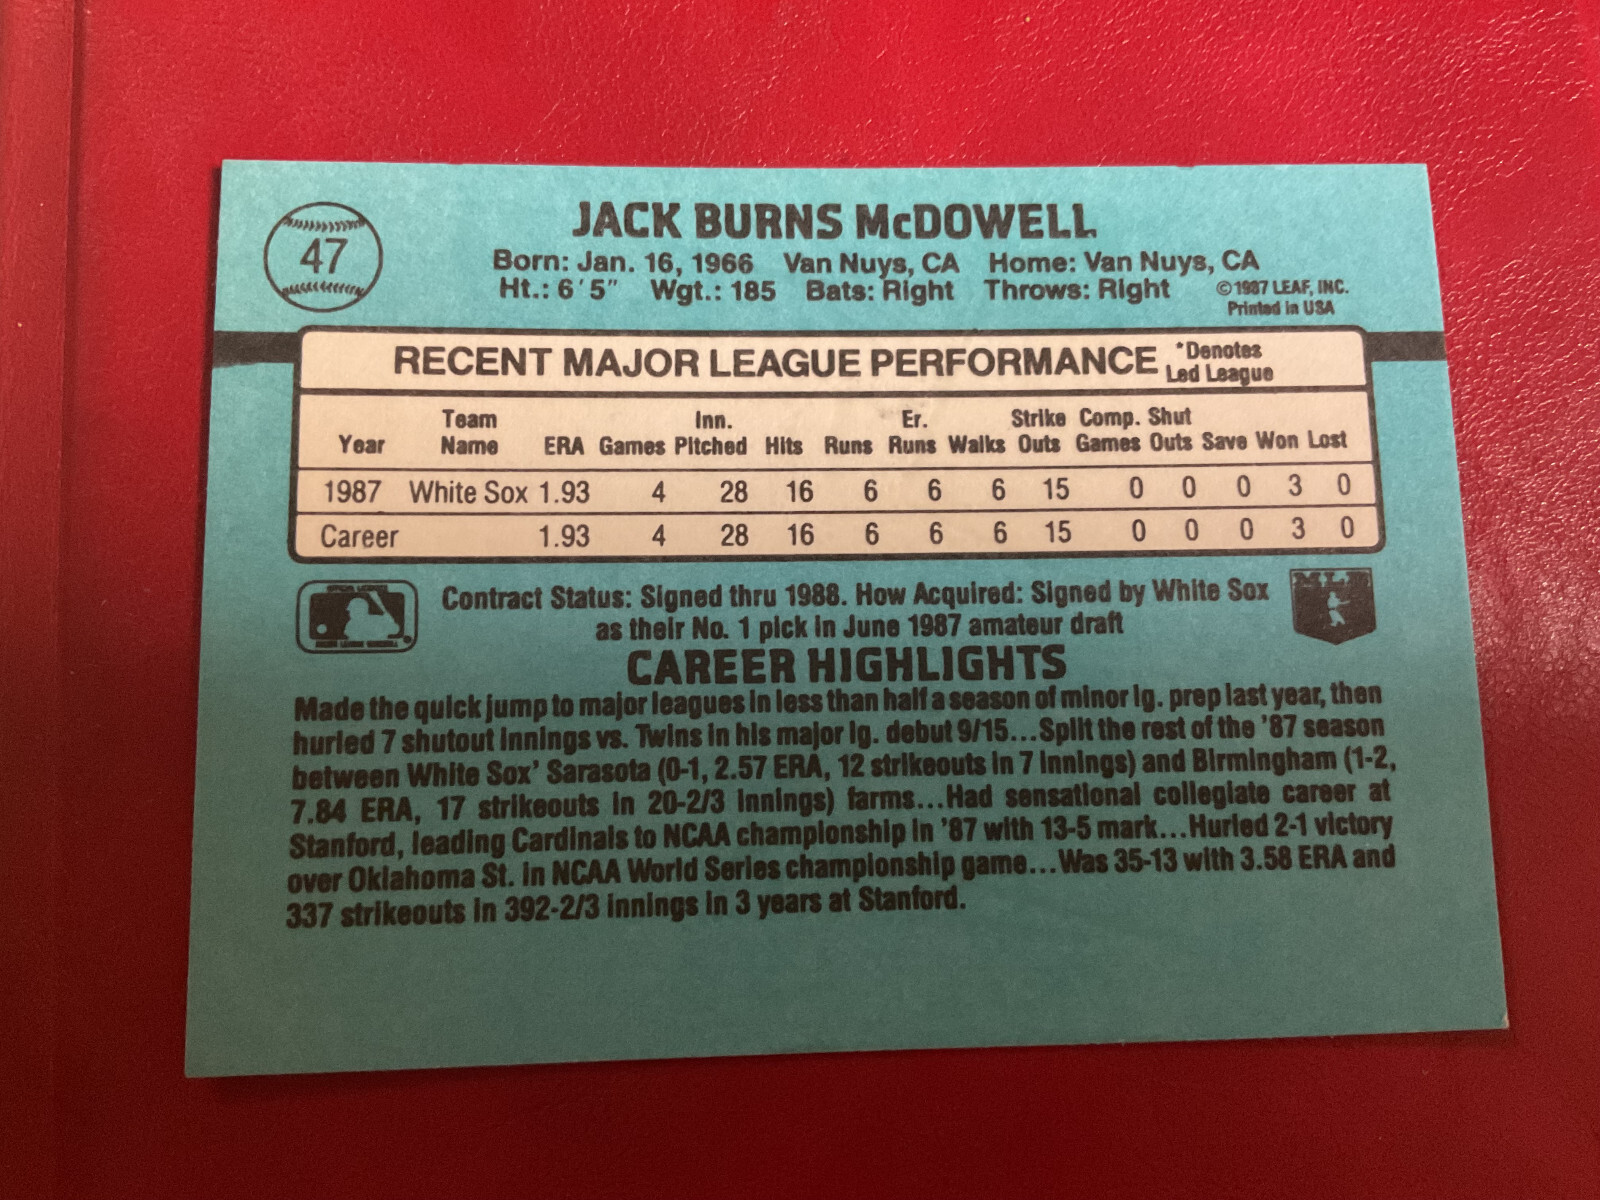 47
JACK BURNS McDOWELL
Born: Jan. 16, 1966 Van Nuys, CA Home: Van Nuys, CA
Ht.: 6'5" Wgt.: 185 Bats: Right Throws: Right
©1987 LEAF, INC.
Printed in USA
RECENT MAJOR LEAGUE PERFORMANCE *Denotes Led League
Year Team Name ERA Games Inn. Pitched Hits Runs Er. Runs Walks Strike Outs Comp. Games Shut Outs Save Won Lost
1987 White Sox 1.93 4 28 16 6 6 6 15 0 0 0 3 0
Career 1.93 4 28 16 6 6 6 15 0 0 0 3 0
MLB
Contract Status: Signed thru 1988. How Acquired: Signed by White Sox
as their No. 1 pick in June 1987 amateur draft
CAREER HIGHLIGHTS
Made the quick jump to major leagues in less than half a season of minor lg. prep last year, then
hurled 7 shutout innings vs. Twins in his major lg. debut 9/15...Split the rest of the '87 season
between White Sox' Sarasota (0-1, 2.57 ERA, 12 strikeouts in 7 innings) and Birmingham (1-2,
7.84 ERA, 17 strikeouts in 20-2/3 innings) farms...Had sensational collegiate career at
Stanford, leading Cardinals to NCAA championship in '87 with 13-5 mark...Hurled 2-1 victory
over Oklahoma St. in NCAA World Series championship game...Was 35-13 with 3.58 ERA and
337 strikeouts in 392-2/3 innings in 3 years at Stanford.